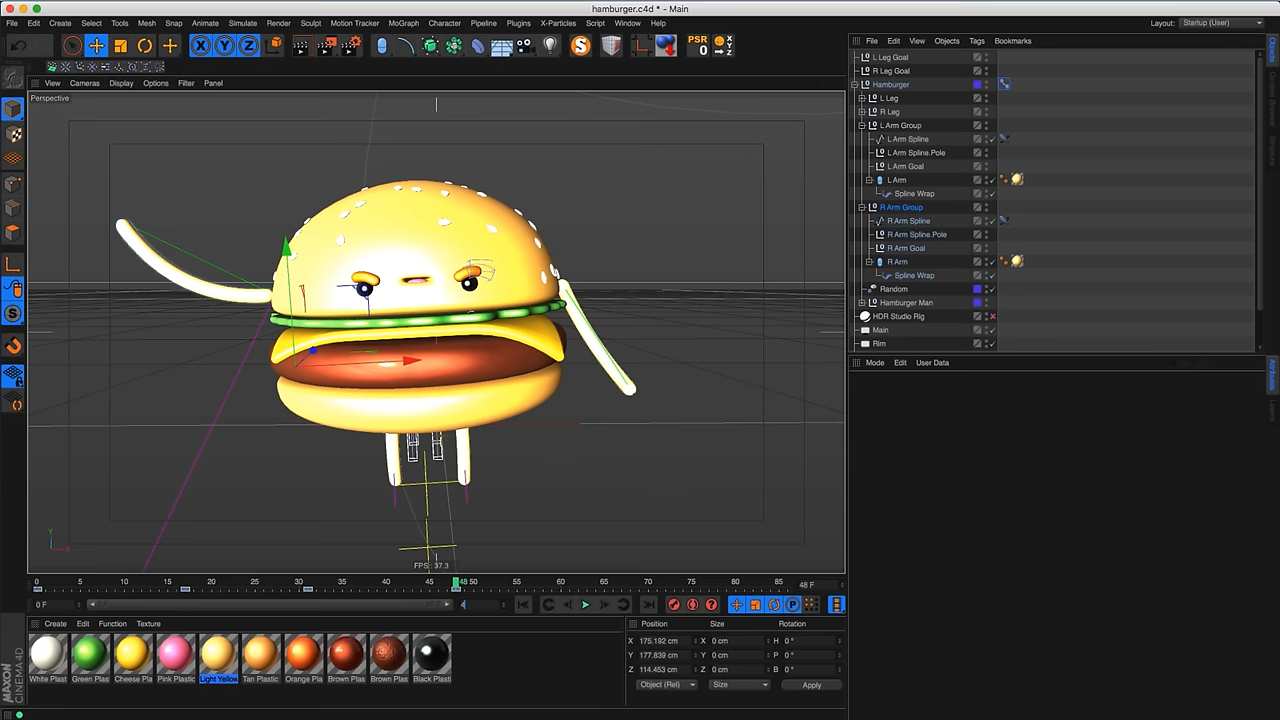 hamburger.c4d * - Main
File Edit Create Select Tools Mesh Snap Animate Simulate Render Sculpt Motion Tracker MoGraph Character Pipeline Plugins X-Particles Script Window Help
Layout: Startup (User)
X Y Z
S
PSR
0
X
Y
Z
File Edit View Objects Tags Bookmarks
View Cameras Display Options Filter Panel
Perspective
L Leg Goal
R Leg Goal
Hamburger
L Leg
R Leg
L Arm Group
L Arm Spline
L Arm Spline.Pole
L Arm Goal
L Arm
Spline Wrap
R Arm Group
R Arm Spline
R Arm Spline.Pole
R Arm Goal
R Arm
Spline Wrap
Random
Hamburger Man
HDR Studio Rig
Main
Rim
Mode Edit User Data
Objects
Attributes
S
Y
X
FPS : 37.3
0 5 10 15 20 25 30 35 40 45 48 50 55 60 65 70 75 80 85 48 F
0 F
P
Create Edit Function Texture
White Plast Green Plas Cheese Pla Pink Plastic Light Yellow Tan Plastic Orange Pla Brown Plas Brown Plas Black Plasti
Position Size Rotation
X 175.192 cm X 0 cm H 0 °
Y 177.839 cm Y 0 cm P 0 °
Z 114.453 cm Z 0 cm B 0 °
Object (Rel) Size Apply
MAXON
CINEMA 4D